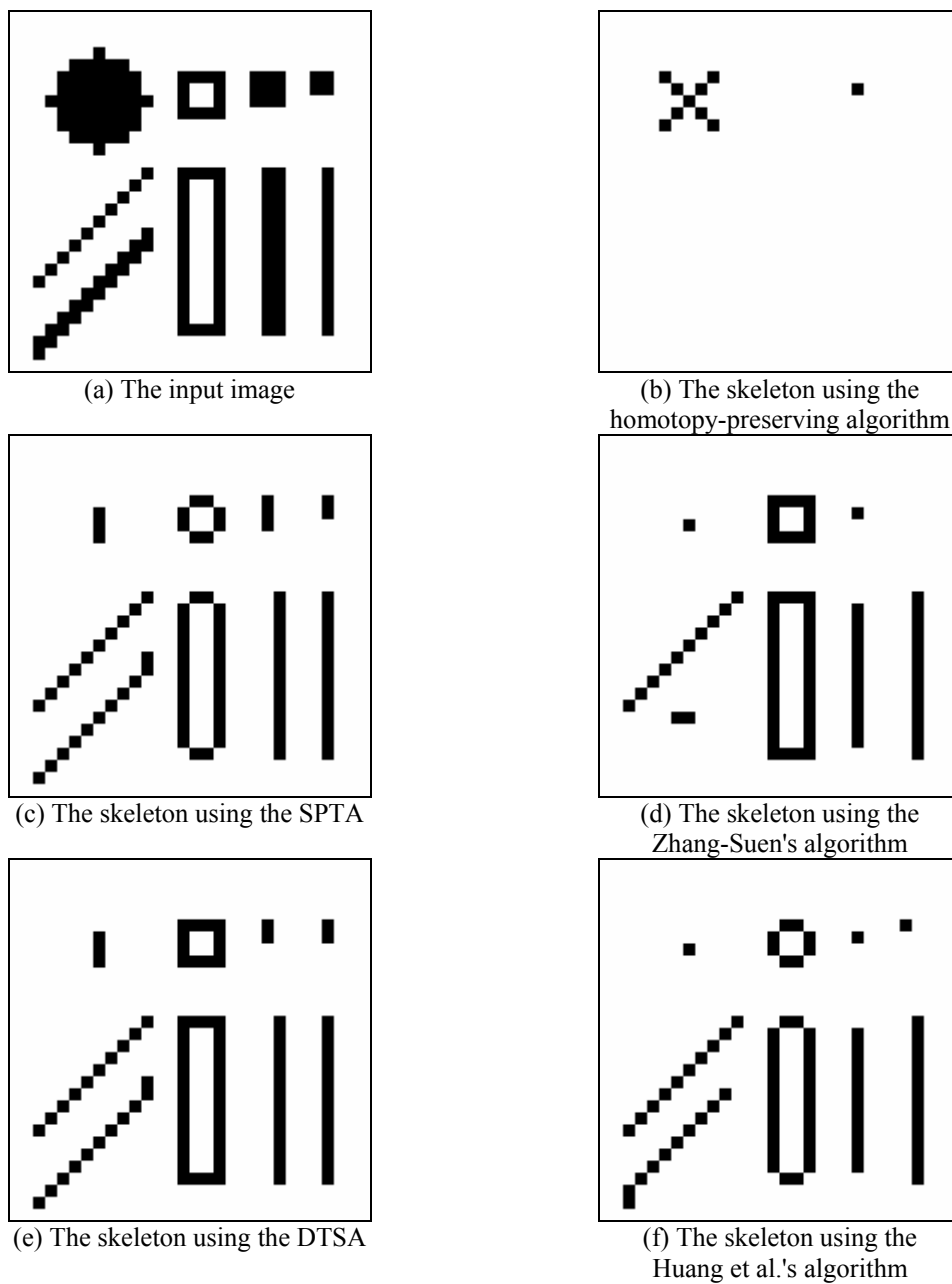 (a) The input image
(b) The skeleton using the
homotopy-preserving algorithm
(c) The skeleton using the SPTA
(d) The skeleton using the
Zhang-Suen's algorithm
(e) The skeleton using the DTSA
(f) The skeleton using the
Huang et al.'s algorithm